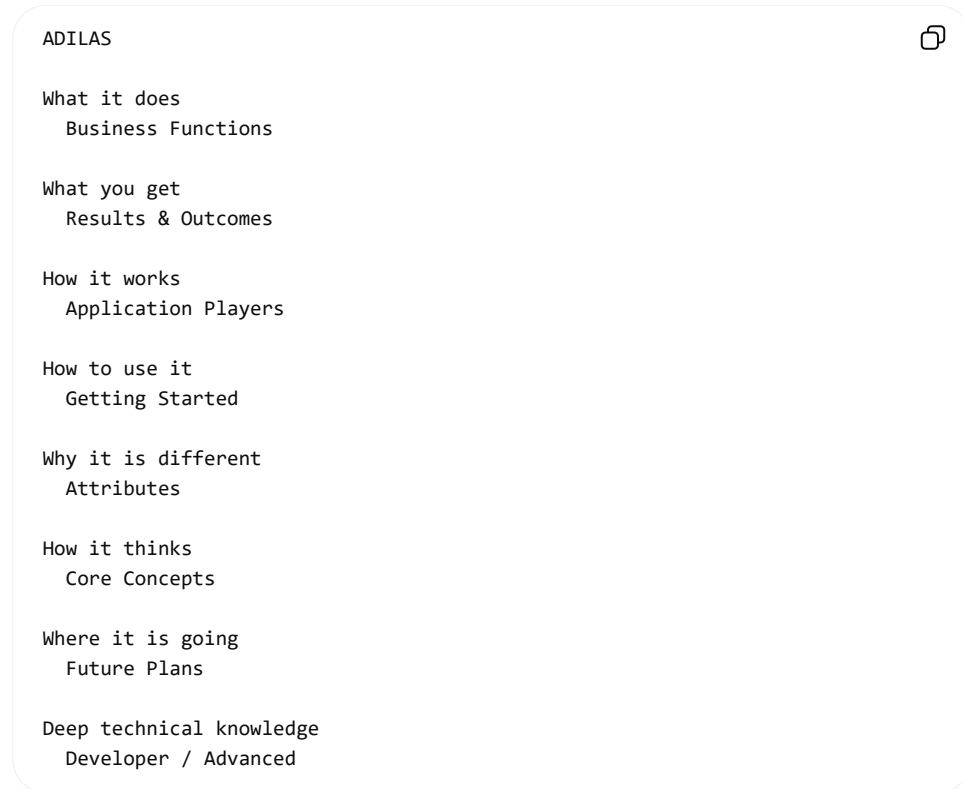 ADILAS
What it does
Business Functions
What you get
Results & Outcomes
How it works
Application Players
How to use it
Getting Started
Why it is different
Attributes
How it thinks
Core Concepts
Where it is going
Future Plans
Deep technical knowledge
Developer / Advanced